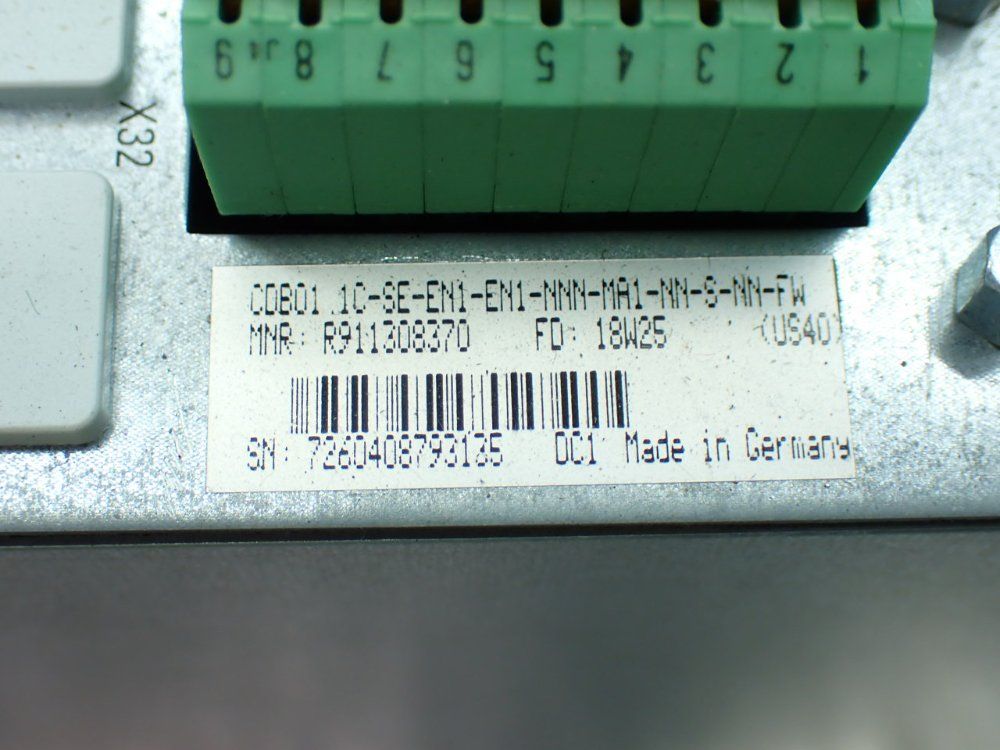 9 8 7 6 5 4 3 2 1
X32
CDB01.1C-SE-EN1-EN1-NNN-MA1-NN-S-NN-FW
MNR: R911308370 FD: 18W25 (US40)
SN: 7260408793135 DC1 Made in Germany